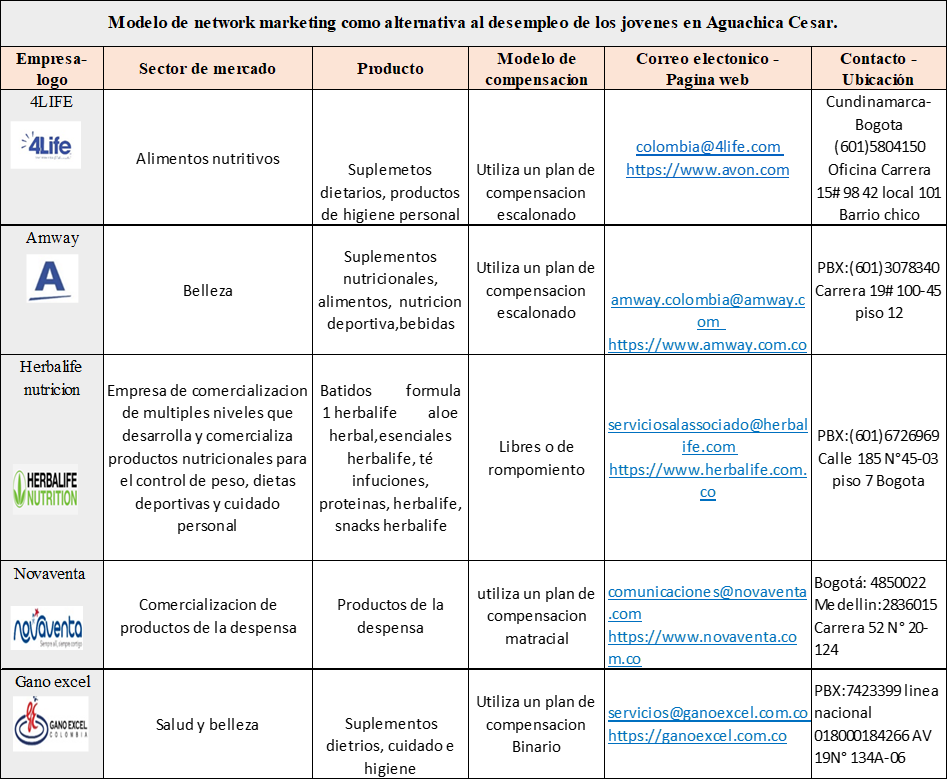 Modelo de network marketing como alternativa al desempleo de los jovenes en Aguachica Cesar.
Empresa-
logo
Sector de mercado
Producto
Modelo de
compensacion
Correo electonico -
Pagina web
Contacto -
Ubicación
4LIFE
4Life
Alimentos nutritivos
Suplemetos
dietarios, productos
de higiene personal
Utiliza un plan de
compensacion
escalonado
colombia@4life.com
https://www.avon.com
Cundinamarca-
Bogota
(601)5804150
Oficina Carrera
15# 98 42 local 101
Barrio chico
Amway
A
Belleza
Suplementos
nutricionales,
alimentos, nutricion
deportiva,bebidas
Utiliza un plan de
compensacion
escalonado
amway.colombia@amway.c
om
https://www.amway.com.co
PBX:(601)3078340
Carrera 19# 100-45
piso 12
Herbalife
nutricion
HERBALIFE
NUTRITION
Empresa de comercializacion
de multiples niveles que
desarrolla y comercializa
productos nutricionales para
el control de peso, dietas
deportivas y cuidado
personal
Batidos formula
1 herbalife aloe
herbal,esenciales
herbalife, té
infuciones,
proteinas, herbalife,
snacks herbalife
Libres o de
rompomiento
serviciosalassociado@herbal
ife.com
https://www.herbalife.com.
co
PBX:(601)6726969
Calle 185 N°45-03
piso 7 Bogota
Novaventa
novaventa
Siempre allí, siempre contigo
Comercializacion de
productos de la despensa
Productos de la
despensa
utiliza un plan de
compensacion
matracial
comunicaciones@novaventa
.com
https://www.novaventa.co
m.co
Bogotá: 4850022
Medellin:2836015
Carrera 52 N° 20-
124
Gano excel
GANO EXCEL
COLOMBIA
Salud y belleza
Suplementos
dietrios, cuidado e
higiene
Utiliza un plan de
compensacion
Binario
servicios@ganoexcel.com.co
https://ganoexcel.com.co
PBX:7423399 linea
nacional
018000184266 AV
19N° 134A-06